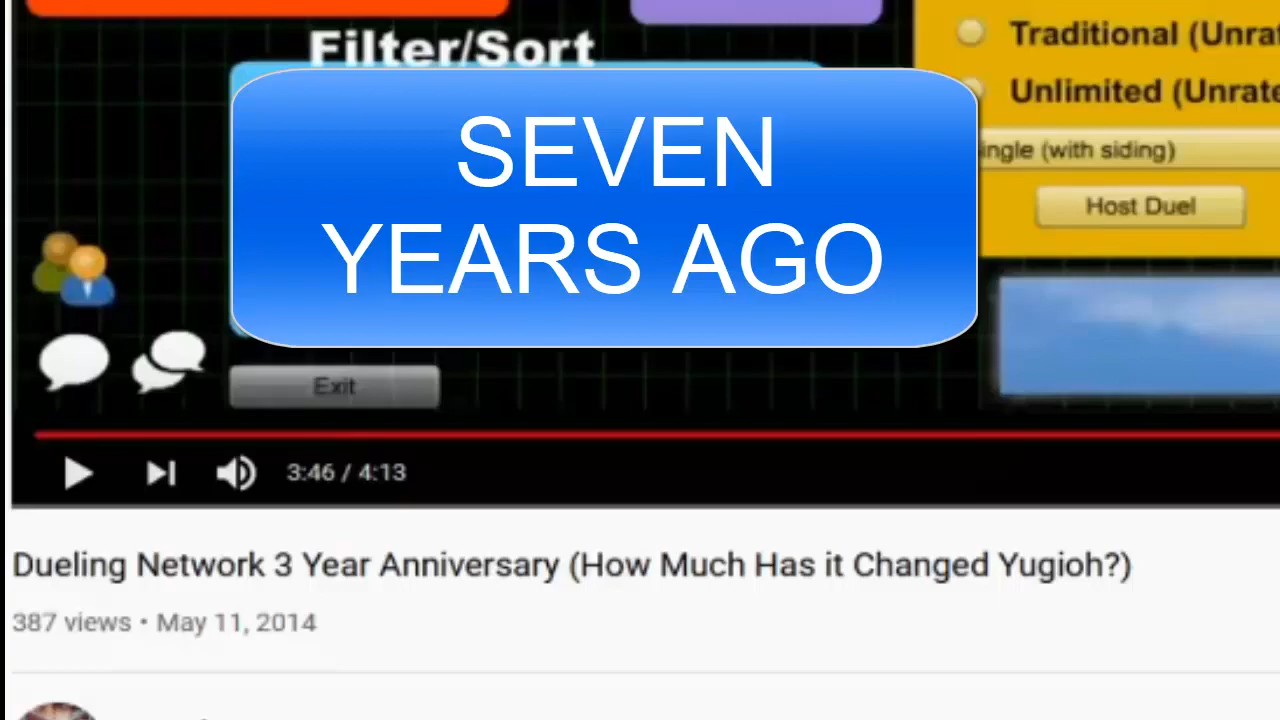 Filter/Sort
Traditional (Unrat
Unlimited (Unrate
SEVEN
YEARS AGO
ingle (with siding)
Host Duel
Exit
3:46 / 4:13
Dueling Network 3 Year Anniversary (How Much Has it Changed Yugioh?)
387 views • May 11, 2014